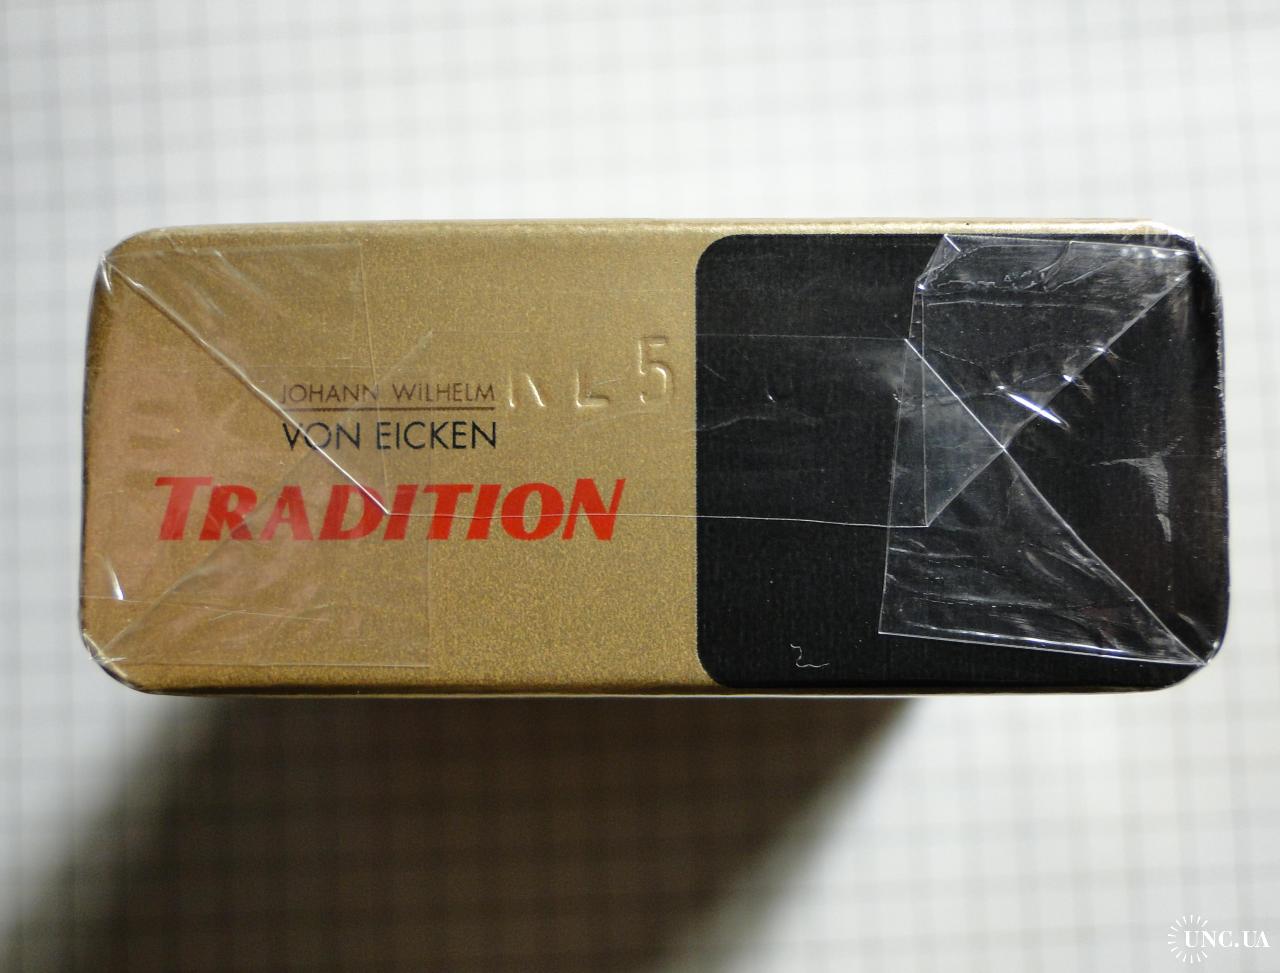 JOHANN WILHELM
VON EICKEN
TRADITION
UNC.UA